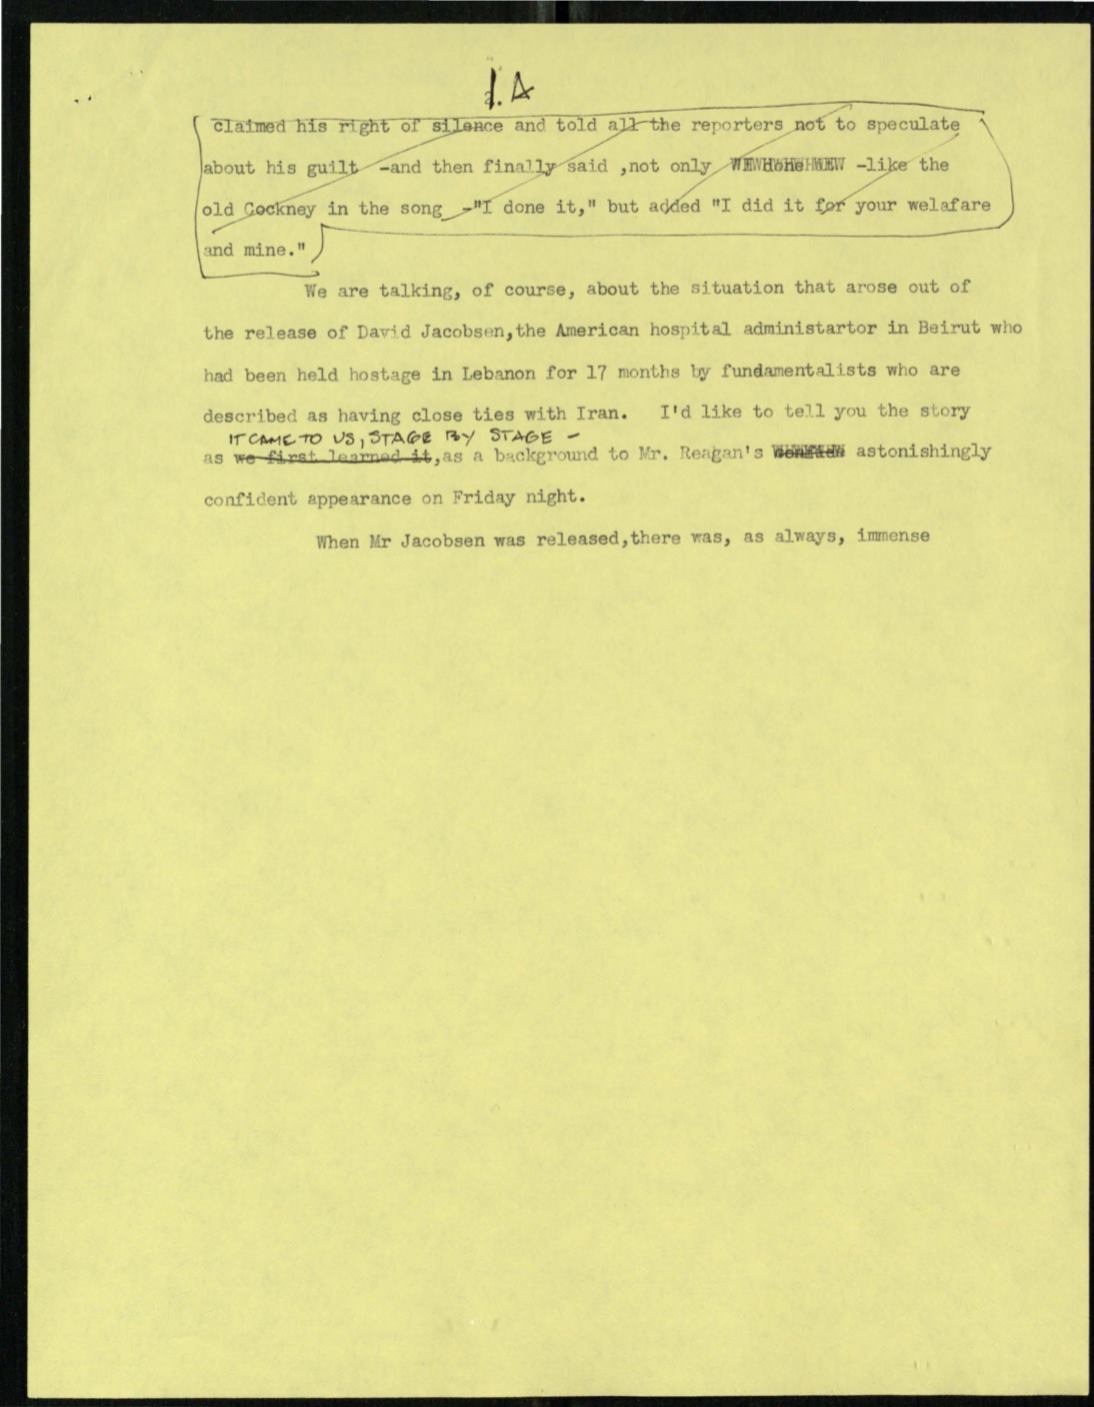 1.A
claimed his right of silence and told all the reporters not to speculate
about his guilt -and then finally said ,not only -like the
old Cockney in the song -"I done it," but added "I did it for your welafare
and mine."
We are talking, of course, about the situation that arose out of
the release of David Jacobsen,the American hospital administartor in Beirut who
had been held hostage in Lebanon for 17 months by fundamentalists who are
described as having close ties with Iran. I'd like to tell you the story
IT CAME TO US, STAGE BY STAGE -
as we first learned it,as a background to Mr. Reagan's astonishingly
confident appearance on Friday night.
When Mr Jacobsen was released,there was, as always, immense